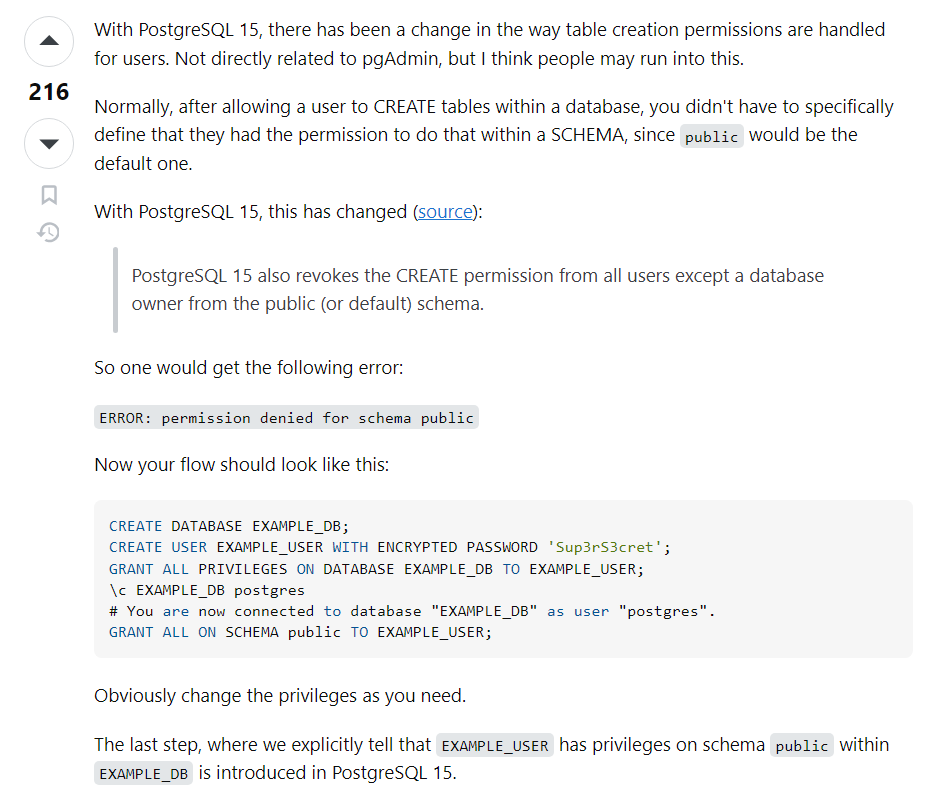 With PostgreSQL 15, there has been a change in the way table creation permissions are handled
for users. Not directly related to pgAdmin, but I think people may run into this.
216
Normally, after allowing a user to CREATE tables within a database, you didn't have to specifically
define that they had the permission to do that within a SCHEMA, since public would be the
default one.
With PostgreSQL 15, this has changed (source):
PostgreSQL 15 also revokes the CREATE permission from all users except a database
owner from the public (or default) schema.
So one would get the following error:
ERROR: permission denied for schema public
Now your flow should look like this:
CREATE DATABASE EXAMPLE_DB;
CREATE USER EXAMPLE_USER WITH ENCRYPTED PASSWORD 'Sup3rS3cret';
GRANT ALL PRIVILEGES ON DATABASE EXAMPLE_DB TO EXAMPLE_USER;
\c EXAMPLE_DB postgres
# You are now connected to database "EXAMPLE_DB" as user "postgres".
GRANT ALL ON SCHEMA public TO EXAMPLE_USER;
Obviously change the privileges as you need.
The last step, where we explicitly tell that EXAMPLE_USER has privileges on schema public within
EXAMPLE_DB is introduced in PostgreSQL 15.